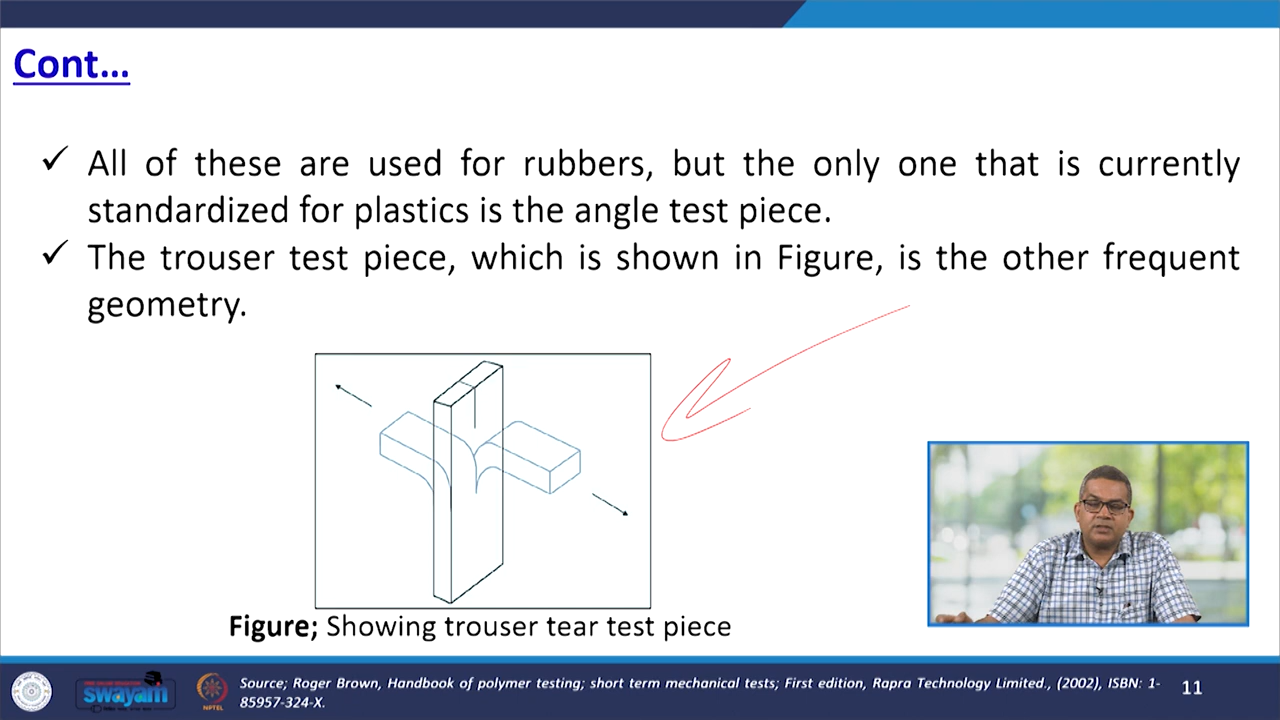 Cont...
✓ All of these are used for rubbers, but the only one that is currently
standardized for plastics is the angle test piece.
✓ The trouser test piece, which is shown in Figure, is the other frequent
geometry.
Figure; Showing trouser tear test piece
swayam
NPTEL
Source; Roger Brown, Handbook of polymer testing; short term mechanical tests; First edition, Rapra Technology Limited., (2002), ISBN: 1-
85957-324-X.
11